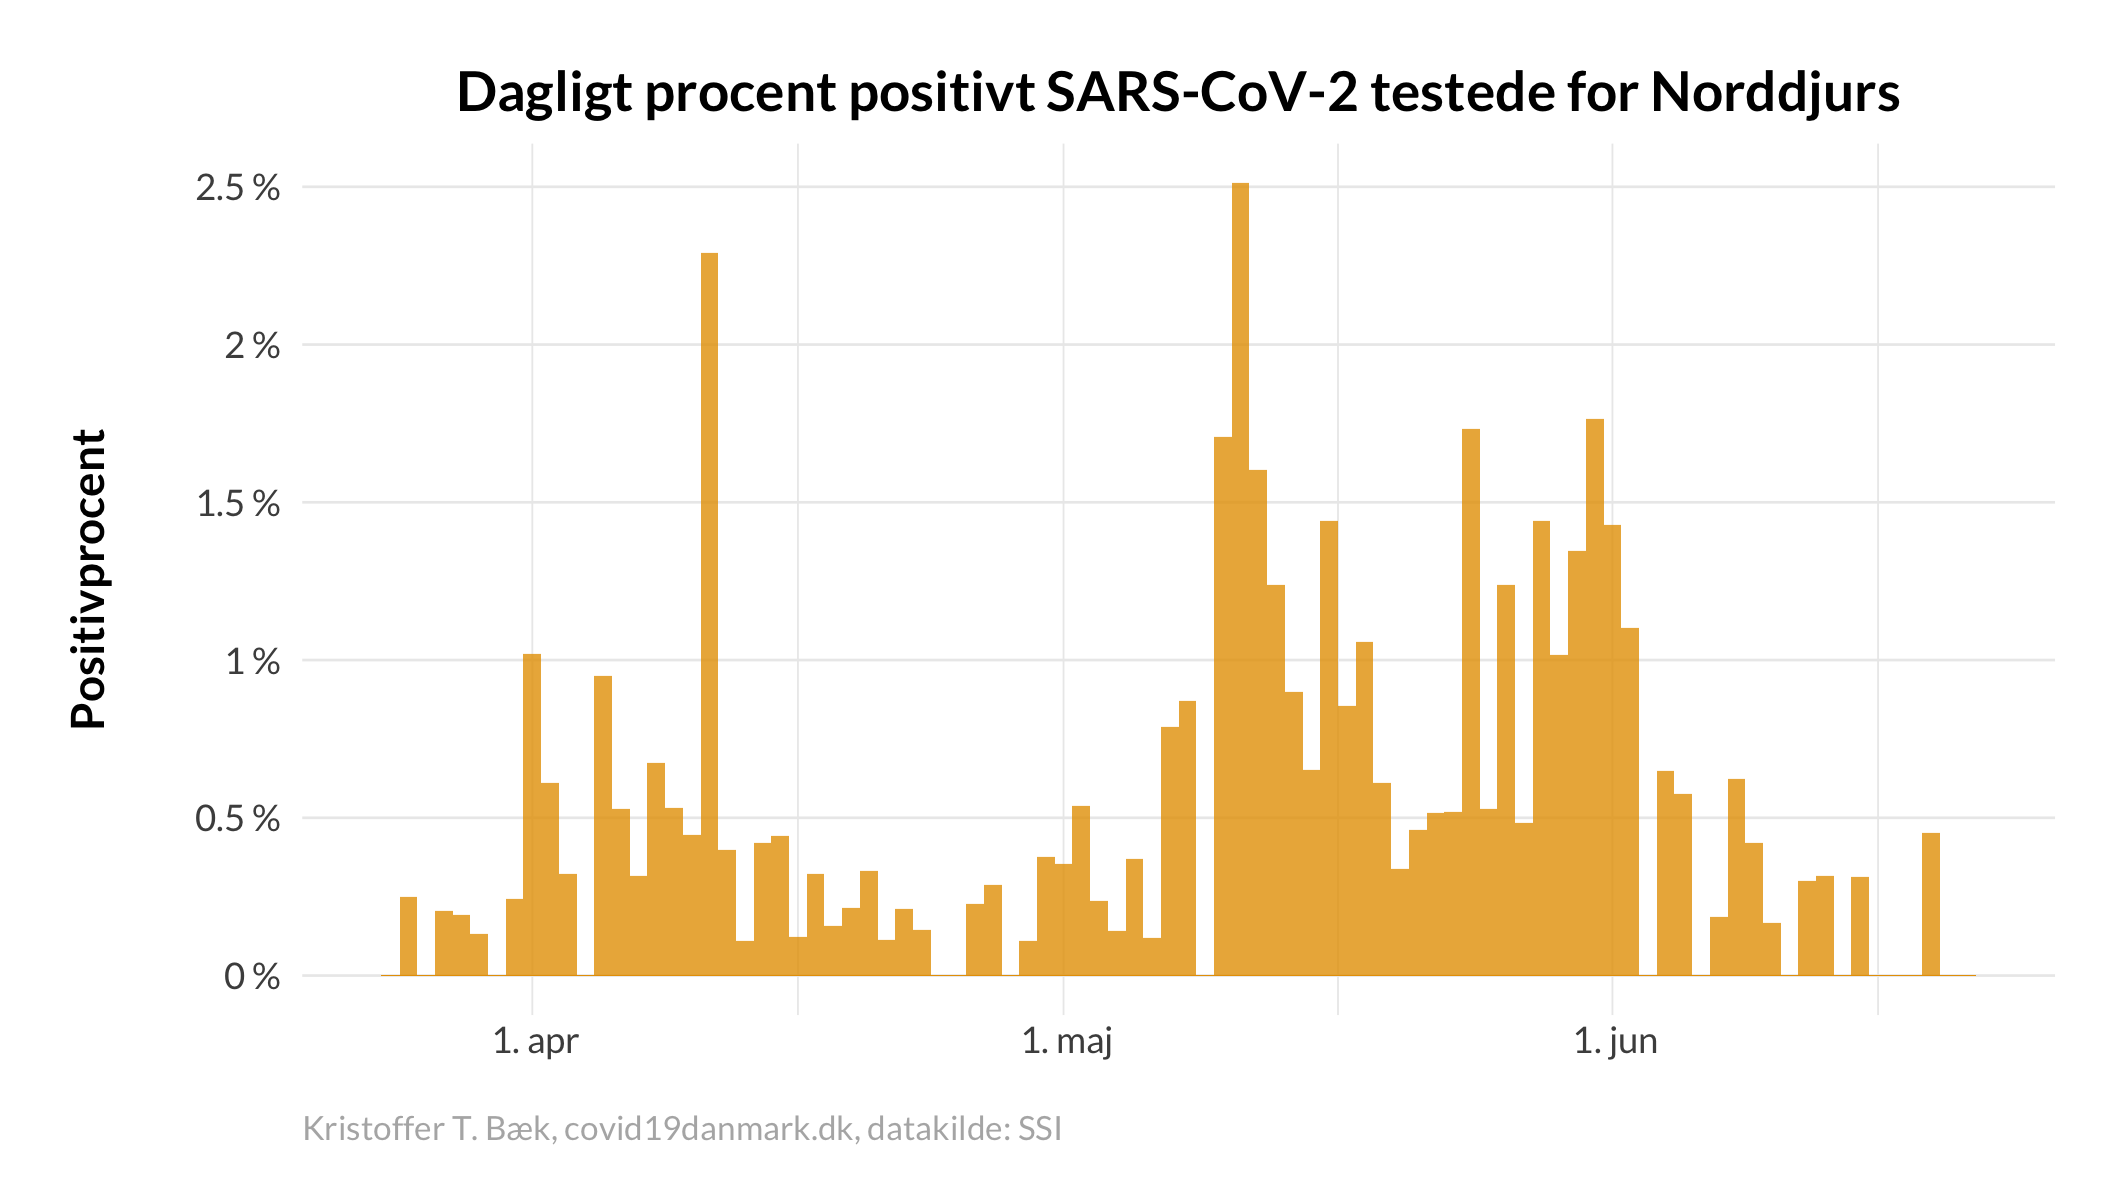 Dagligt procent positivt SARS-CoV-2 testede for Norddjurs
Positivprocent
2.5 %
2 %
1.5 %
1 %
0.5 %
0 %
1. apr
1. maj
1. jun
Kristoffer T. Bæk, covid19danmark.dk, datakilde: SSI